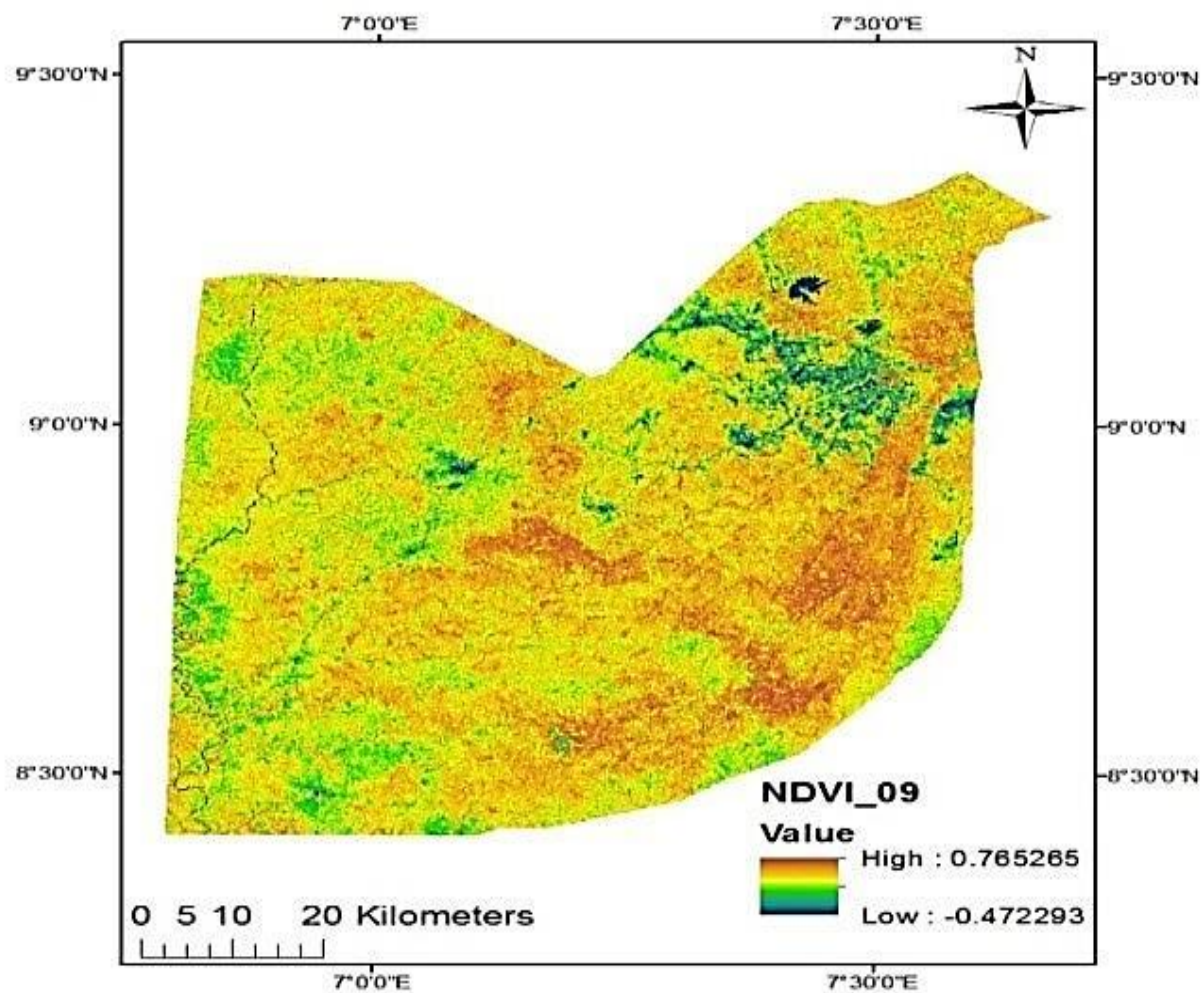 7°0'0"E 7°30'0"E
N
9°30'0"N 9°30'0"N
9°0'0"N 9°0'0"N
8°30'0"N 8°30'0"N
NDVI_09
Value
High : 0.765265
Low : -0.472293
0 5 10 20 Kilometers
7°0'0"E 7°30'0"E